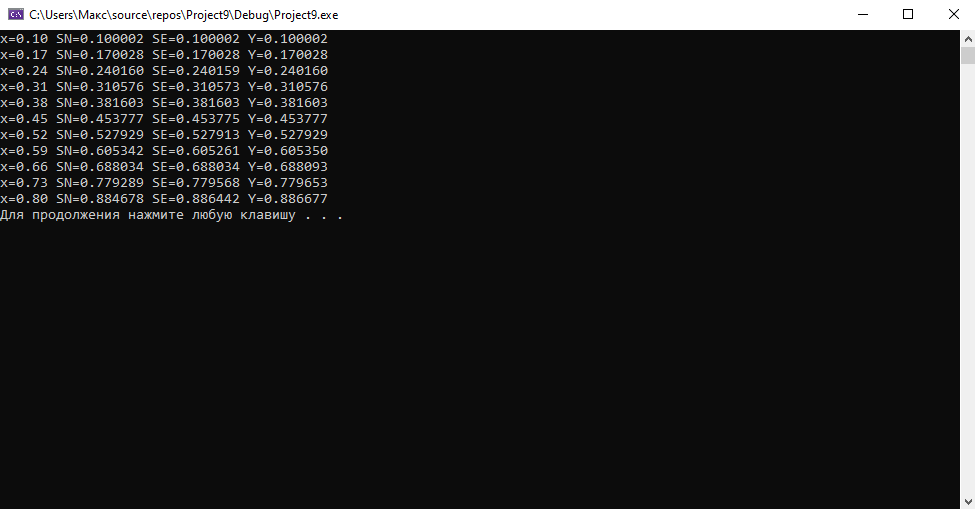 C:\Users\Макс\source\repos\Project9\Debug\Project9.exe
x=0.10 SN=0.100002 SE=0.100002 Y=0.100002
x=0.17 SN=0.170028 SE=0.170028 Y=0.170028
x=0.24 SN=0.240160 SE=0.240159 Y=0.240160
x=0.31 SN=0.310576 SE=0.310573 Y=0.310576
x=0.38 SN=0.381603 SE=0.381603 Y=0.381603
x=0.45 SN=0.453777 SE=0.453775 Y=0.453777
x=0.52 SN=0.527929 SE=0.527913 Y=0.527929
x=0.59 SN=0.605342 SE=0.605261 Y=0.605350
x=0.66 SN=0.688034 SE=0.688034 Y=0.688093
x=0.73 SN=0.779289 SE=0.779568 Y=0.779653
x=0.80 SN=0.884678 SE=0.886442 Y=0.886677
Для продолжения нажмите любую клавишу . . .